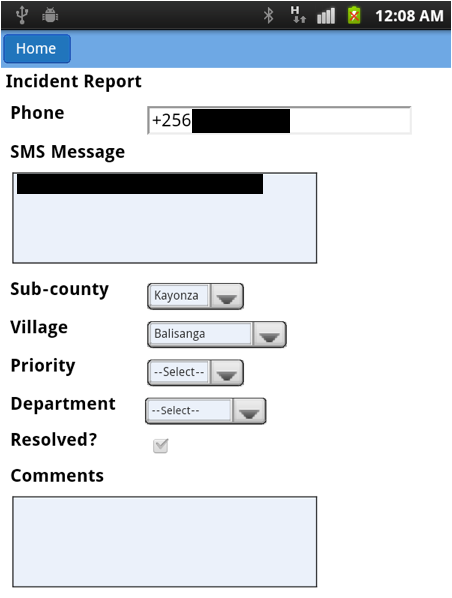 H 12:08 AM
Home
Incident Report
Phone +256
SMS Message
Sub-county Kayonza
Village Balisanga
Priority --Select--
Department --Select--
Resolved?
Comments